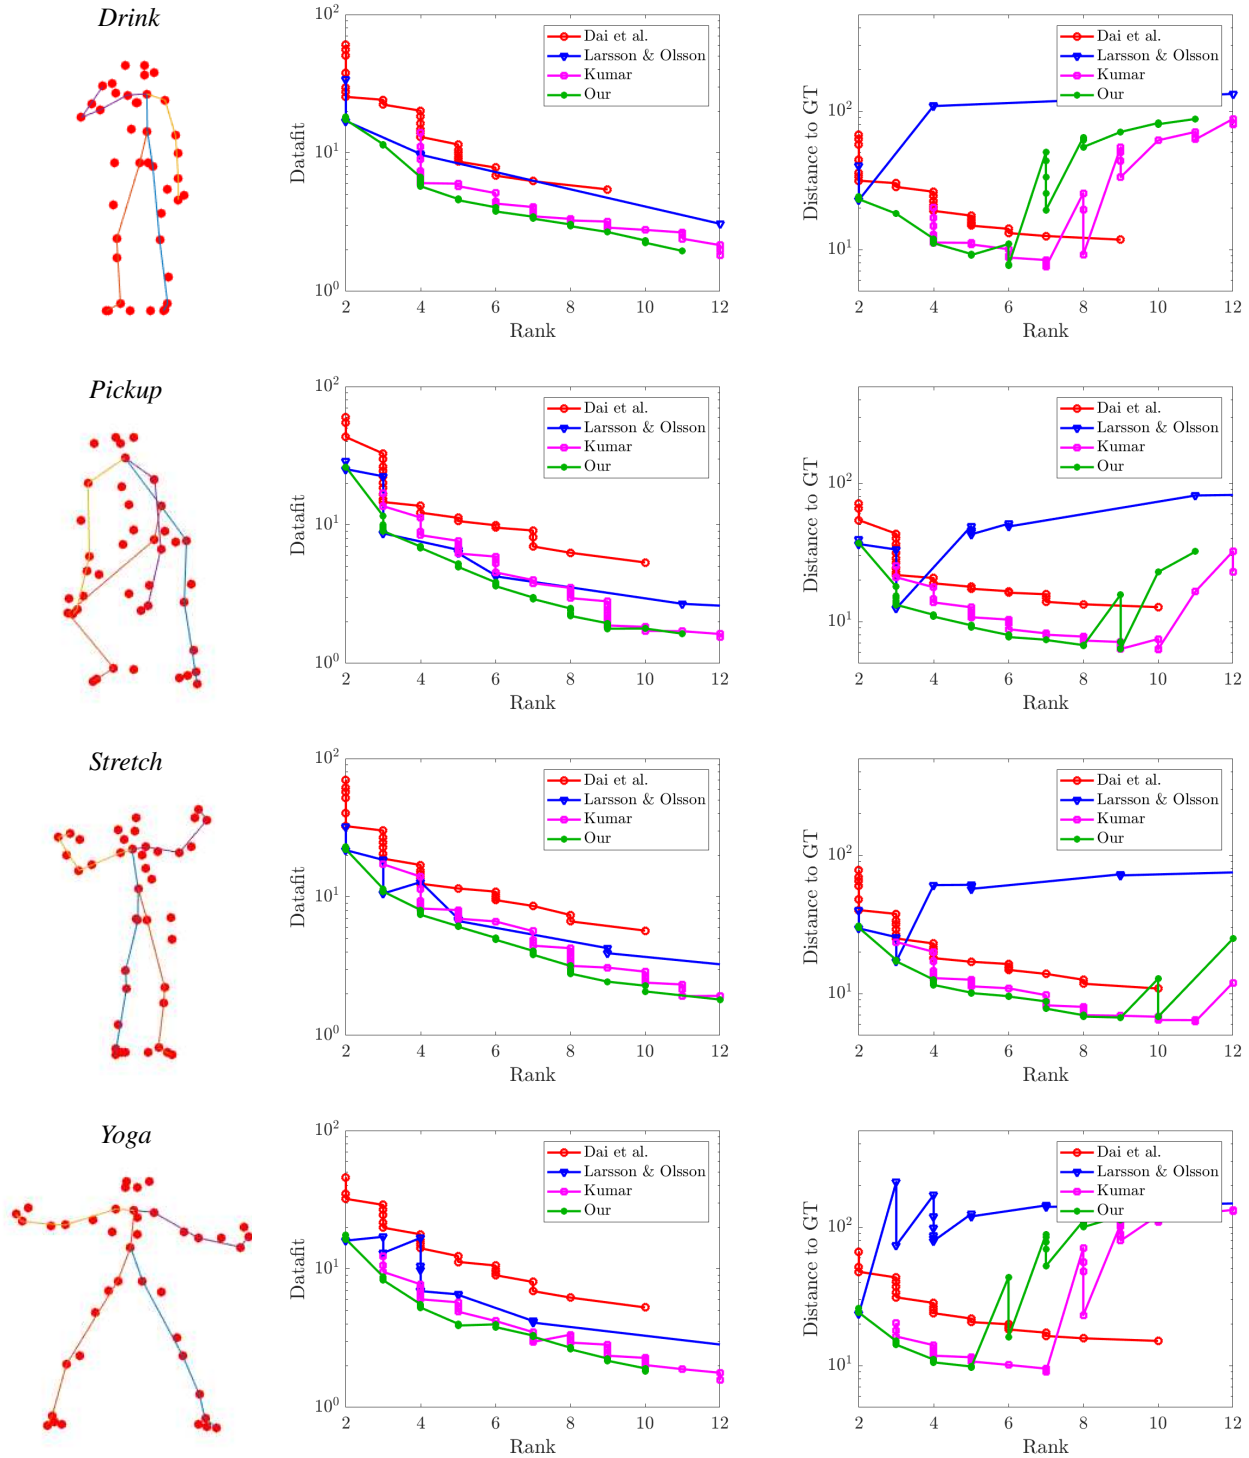 Drink
10^2
10^1
10^0
Datafit
2 4 6 8 10 12
Rank
Dai et al.
Larsson & Olsson
Kumar
Our
10^2
10^1
Distance to GT
2 4 6 8 10 12
Rank
Dai et al.
Larsson & Olsson
Kumar
Our
Pickup
10^2
10^1
10^0
Datafit
2 4 6 8 10 12
Rank
Dai et al.
Larsson & Olsson
Kumar
Our
10^2
10^1
Distance to GT
2 4 6 8 10 12
Rank
Dai et al.
Larsson & Olsson
Kumar
Our
Stretch
10^2
10^1
10^0
Datafit
2 4 6 8 10 12
Rank
Dai et al.
Larsson & Olsson
Kumar
Our
10^2
10^1
Distance to GT
2 4 6 8 10 12
Rank
Dai et al.
Larsson & Olsson
Kumar
Our
Yoga
10^2
10^1
10^0
Datafit
2 4 6 8 10 12
Rank
Dai et al.
Larsson & Olsson
Kumar
Our
10^2
10^1
Distance to GT
2 4 6 8 10 12
Rank
Dai et al.
Larsson & Olsson
Kumar
Our